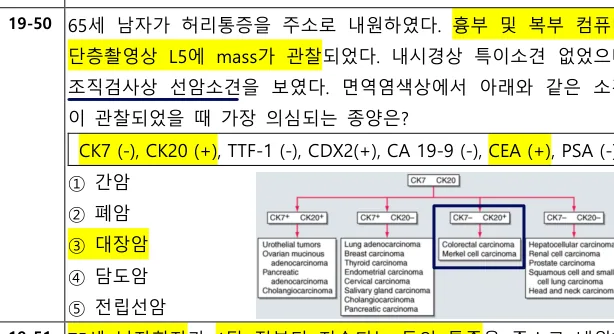 19-50 65세 남자가 허리통증을 주소로 내원하였다. 흉부 및 복부 컴퓨
단층촬영상 L5에 mass가 관찰되었다. 내시경상 특이소견 없었으
조직검사상 선암소견을 보였다. 면역염색상에서 아래와 같은 소
이 관찰되었을 때 가장 의심되는 종양은?
CK7 (-), CK20 (+), TTF-1 (-), CDX2(+), CA 19-9 (-), CEA (+), PSA (-)
① 간암
② 폐암
③ 대장암
④ 담도암
⑤ 전립선암
CK7 CK20
CK7+ CK20+
CK7+ CK20–
CK7– CK20+
CK7– CK20–
Urothelial tumors
Ovarian mucinous
adenocarcinoma
Pancreatic
adenocarcinoma
Cholangiocarcinoma
Lung adenocarcinoma
Breast carcinoma
Thyroid carcinoma
Endometrial carcinoma
Cervical carcinoma
Salivary gland carcinoma
Cholangiocarcinoma
Pancreatic carcinoma
Colorectal carcinoma
Merkel cell carcinoma
Hepatocellular carcinoma
Renal cell carcinoma
Prostate carcinoma
Squamous cell and small
cell lung carcinoma
Head and neck carcinoma